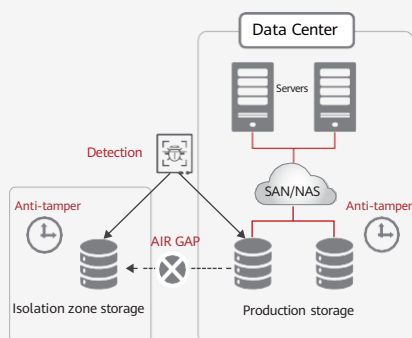 Data Center
Servers
Detection
SAN/NAS
Anti-tamper
Anti-tamper
AIR GAP
Isolation zone storage
Production storage